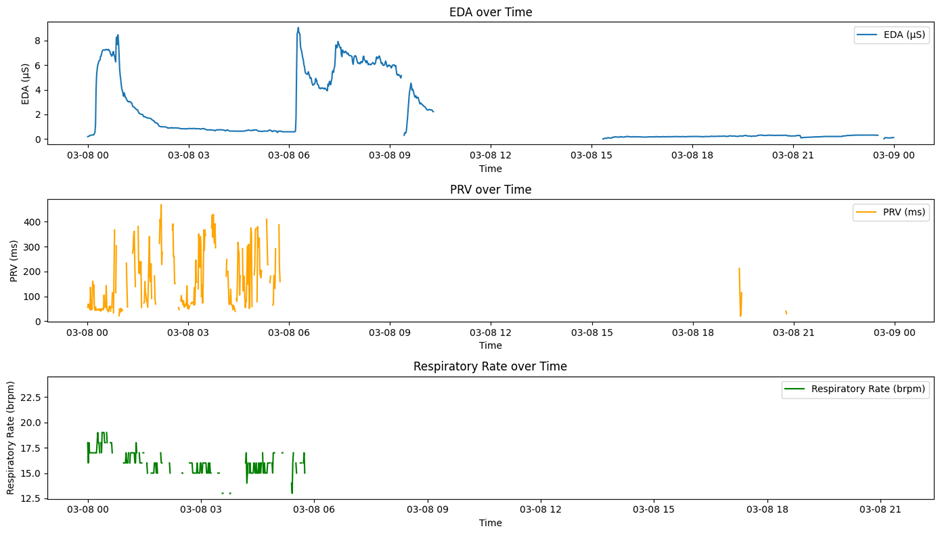 EDA over Time
EDA (μS)
8
6
4
2
0
EDA (μS)
03-08 00 03-08 03 03-08 06 03-08 09 03-08 12 03-08 15 03-08 18 03-08 21 03-09 00
Time
PRV over Time
PRV (ms)
400
300
200
100
0
PRV (ms)
03-08 00 03-08 03 03-08 06 03-08 09 03-08 12 03-08 15 03-08 18 03-08 21 03-09 00
Time
Respiratory Rate over Time
Respiratory Rate (brpm)
22.5
20.0
17.5
15.0
12.5
Respiratory Rate (brpm)
03-08 00 03-08 03 03-08 06 03-08 09 03-08 12 03-08 15 03-08 18 03-08 21
Time